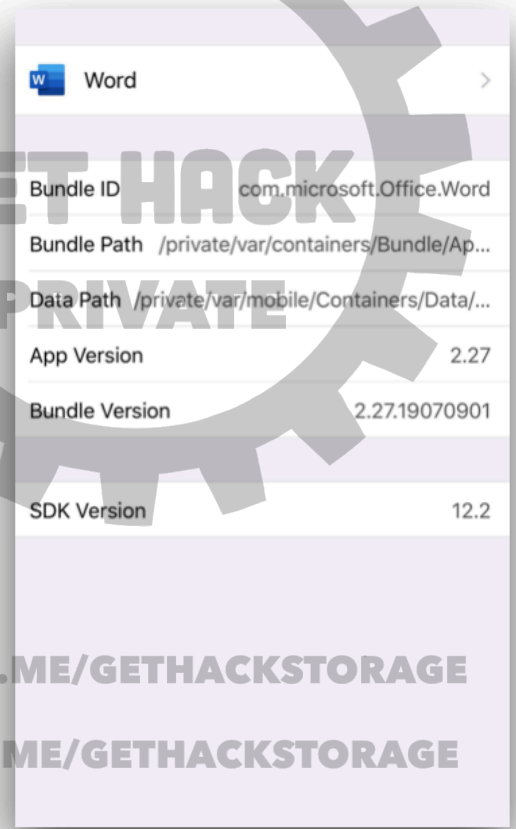 W Word
ET HACK
Bundle ID com.microsoft.Office.Word
Bundle Path /private/var/containers/Bundle/Ap...
PRIVATE
Data Path /private/var/mobile/Containers/Data/...
App Version 2.27
Bundle Version 2.27.19070901
SDK Version 12.2
.ME/GETHACKSTORAGE
ME/GETHACKSTORAGE